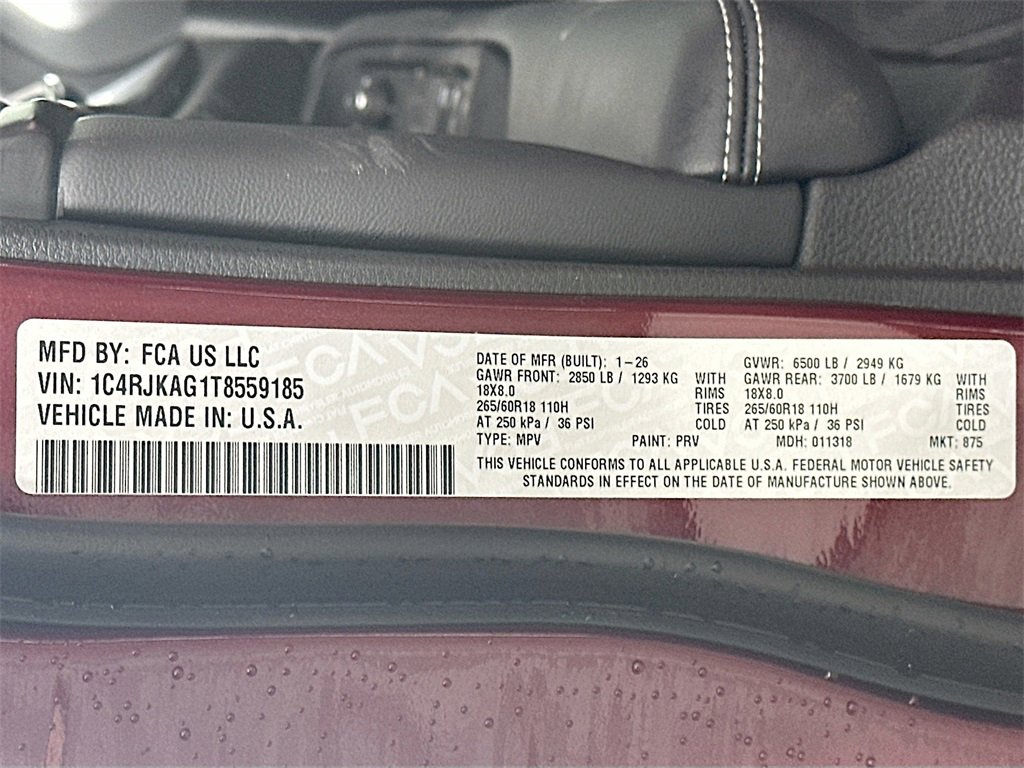 MFD BY: FCA US LLC
VIN: 1C4RJKAG1T8559185
VEHICLE MADE IN: U.S.A.
DATE OF MFR (BUILT): 1-26
GAWR FRONT: 2850 LB / 1293 KG WITH
18X8.0 RIMS
265/60R18 110H TIRES
AT 250 kPa / 36 PSI COLD
TYPE: MPV PAINT: PRV
GVWR: 6500 LB / 2949 KG
GAWR REAR: 3700 LB / 1679 KG WITH
18X8.0 RIMS
265/60R18 110H TIRES
AT 250 kPa / 36 PSI COLD
MDH: 011318 MKT: 875
THIS VEHICLE CONFORMS TO ALL APPLICABLE U.S.A. FEDERAL MOTOR VEHICLE SAFETY
STANDARDS IN EFFECT ON THE DATE OF MANUFACTURE SHOWN ABOVE.